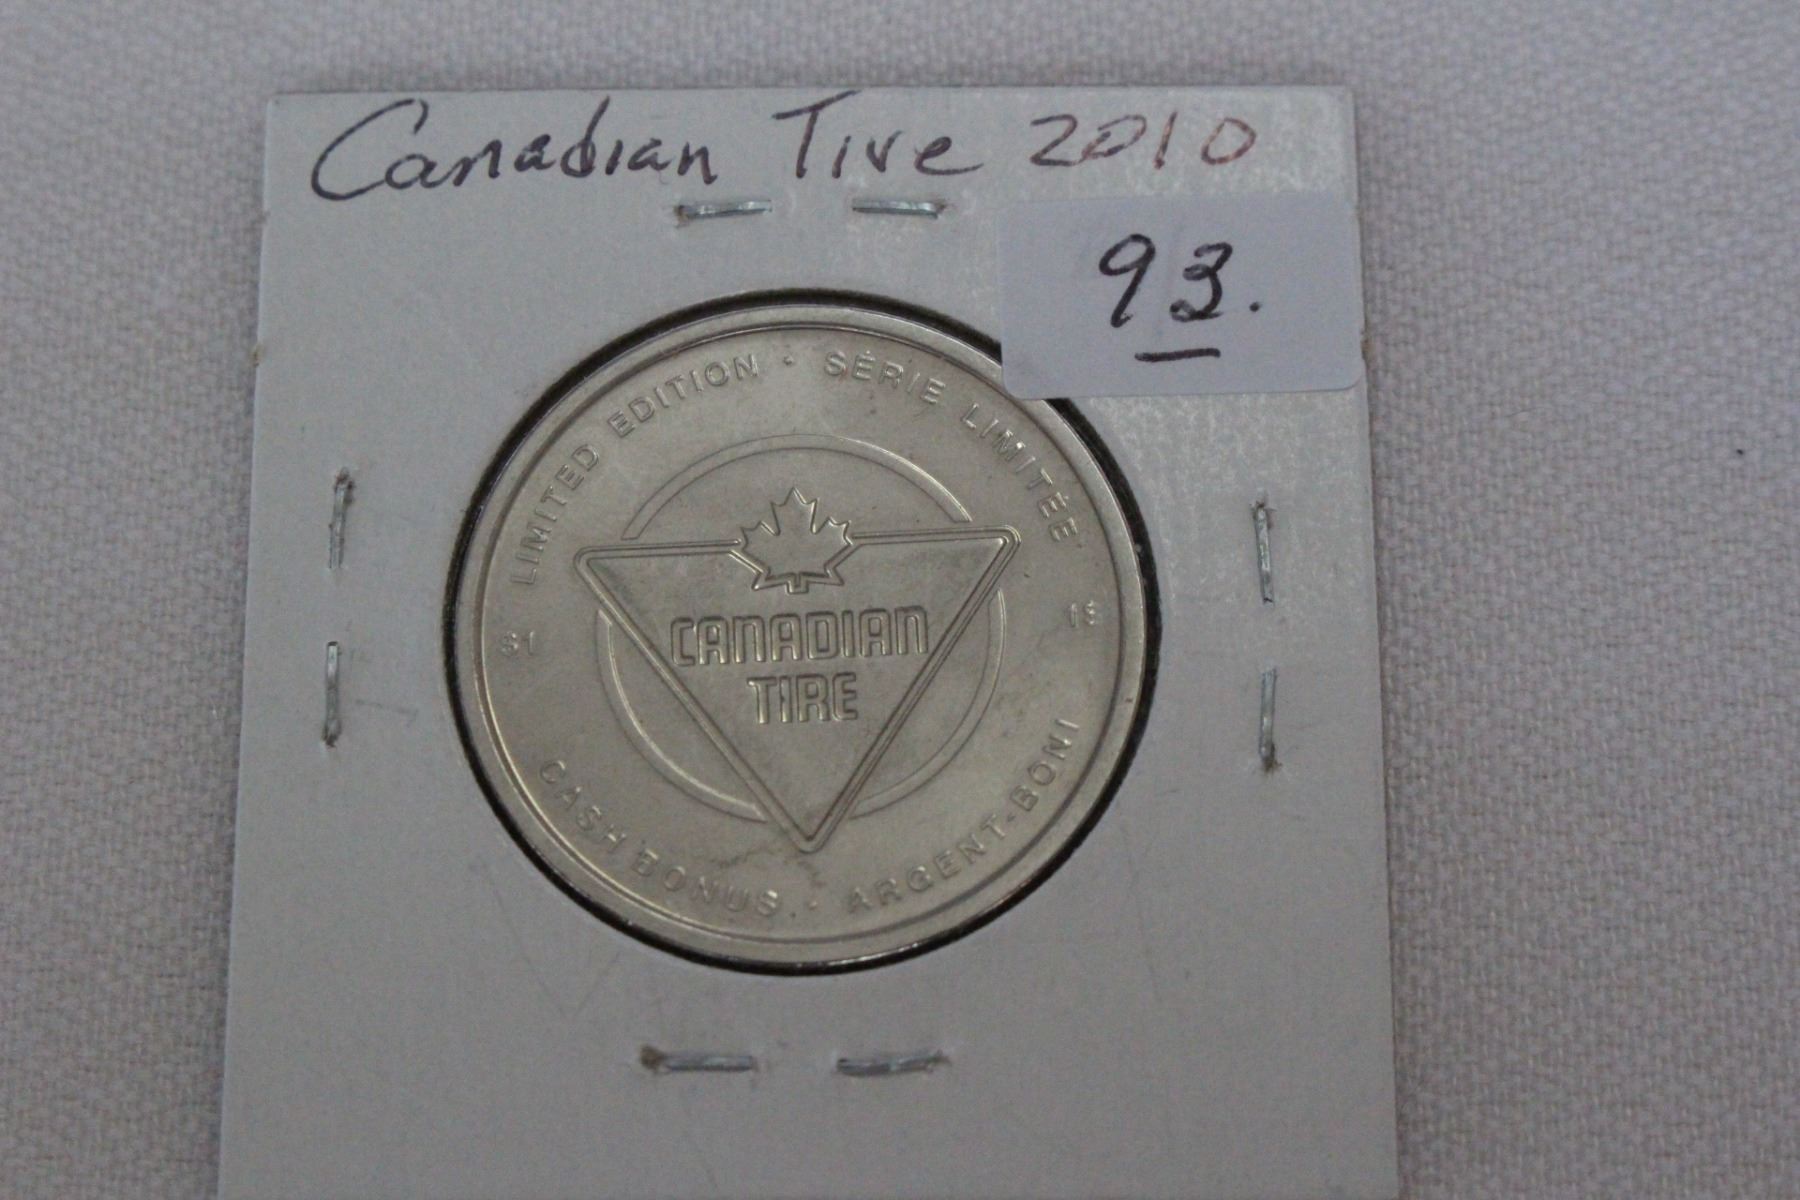 Canadian Tire 2010
93.
LIMITED EDITION · SÉRIE LIMITÉE
$1
1$
CANADIAN
TIRE
CASH BONUS · ARGENT-BONI